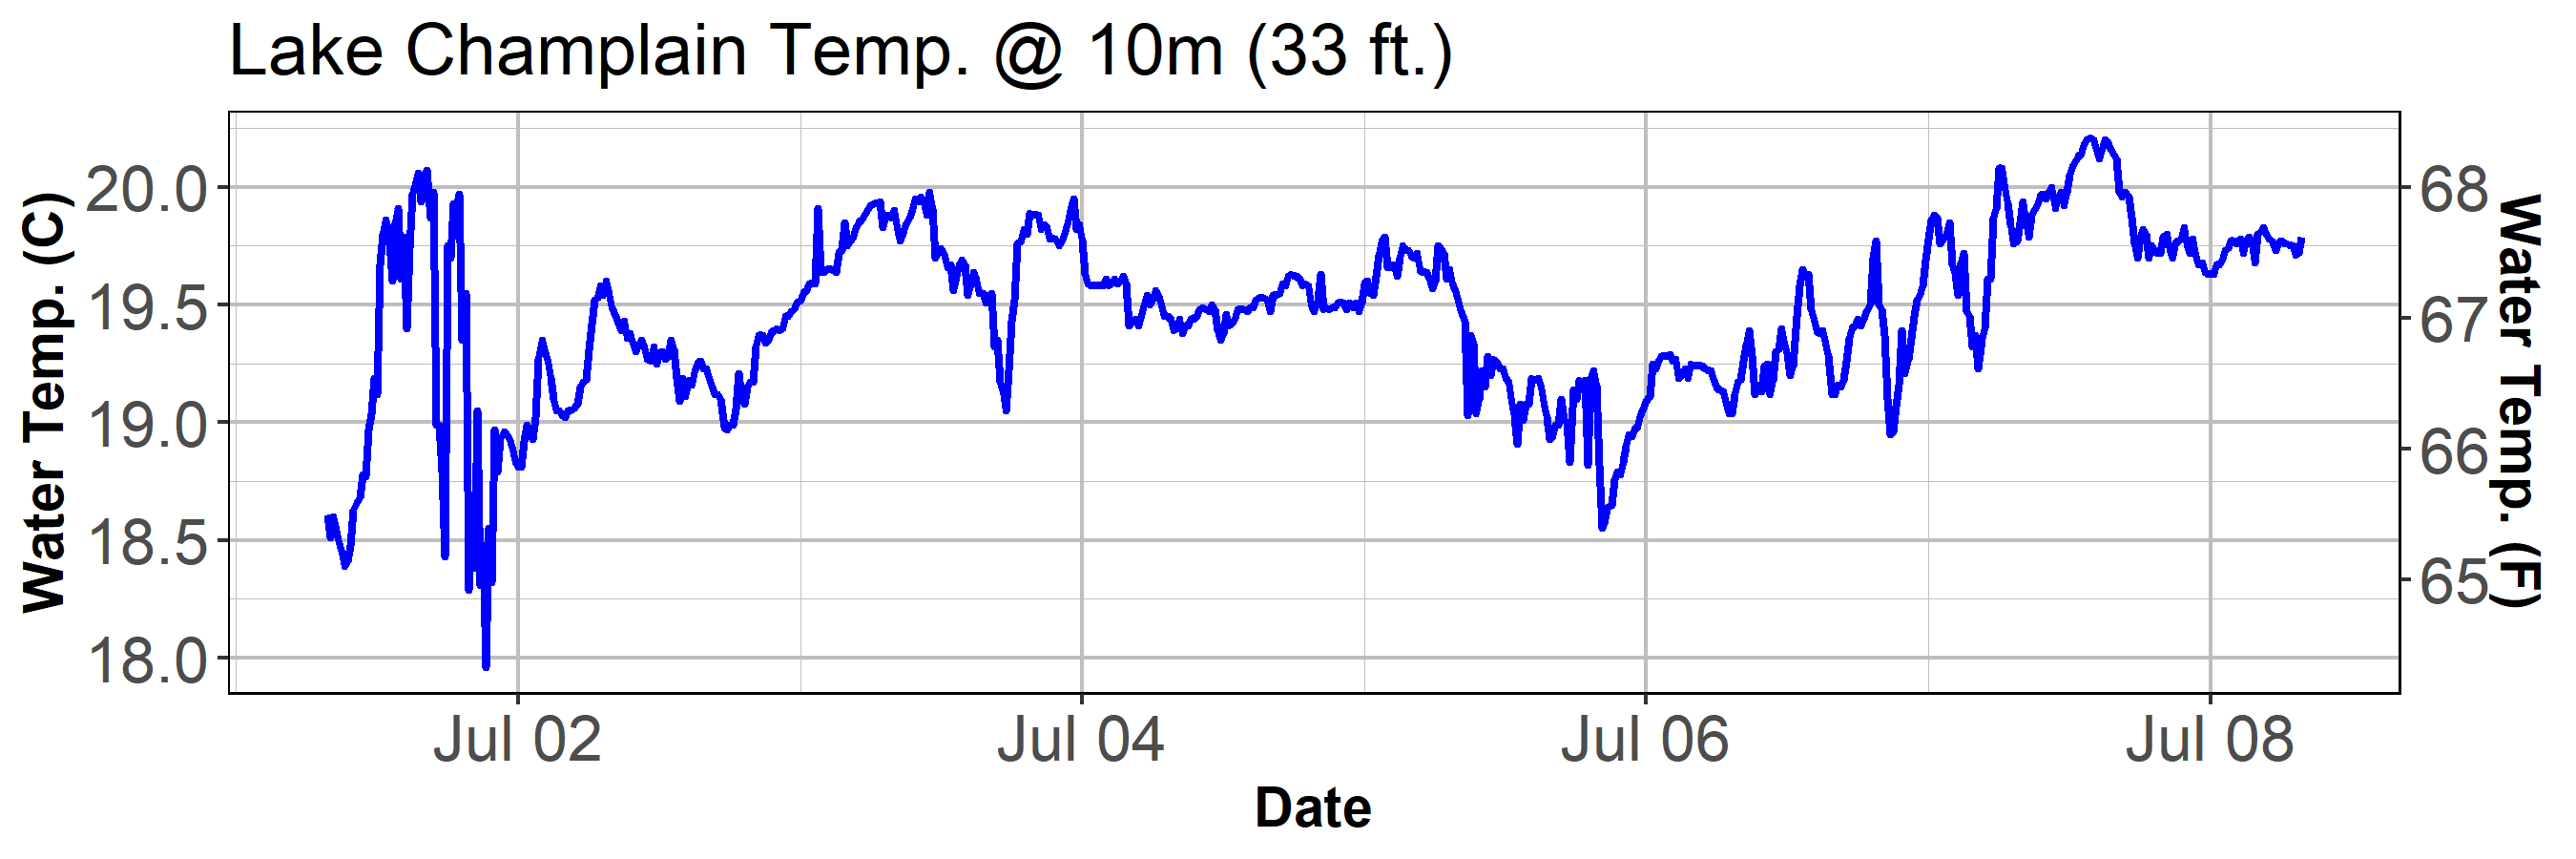 Lake Champlain Temp. @ 10m (33 ft.)
Water Temp. (C)
20.0
19.5
19.0
18.5
18.0
68
67
66
65
Water Temp. (F)
Jul 02 Jul 04 Jul 06 Jul 08
Date